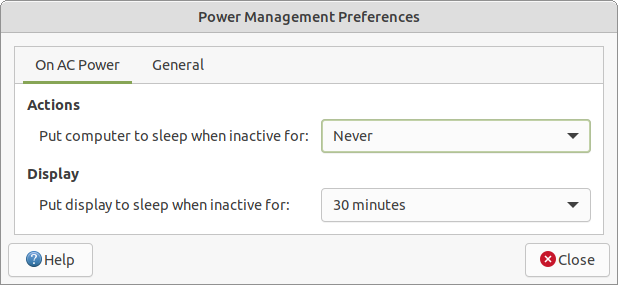 Power Management Preferences
On AC Power General
Actions
Put computer to sleep when inactive for: Never
Display
Put display to sleep when inactive for: 30 minutes
Help Close